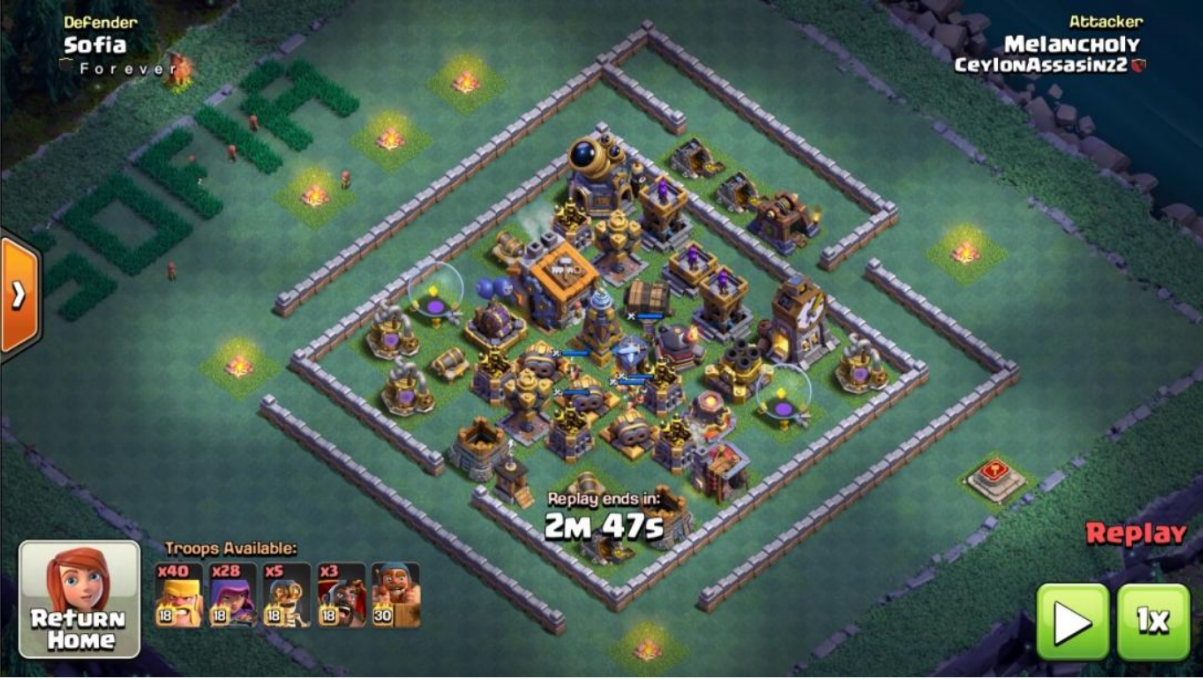 Defender
Sofia
Forever
Attacker
Melancholy
CeylonAssasinz2
SOFIA
Replay ends in:
2M 47s
Replay
Troops Available:
x40
x28
x5
x3
18
18
18
18
30
Return
Home
1x